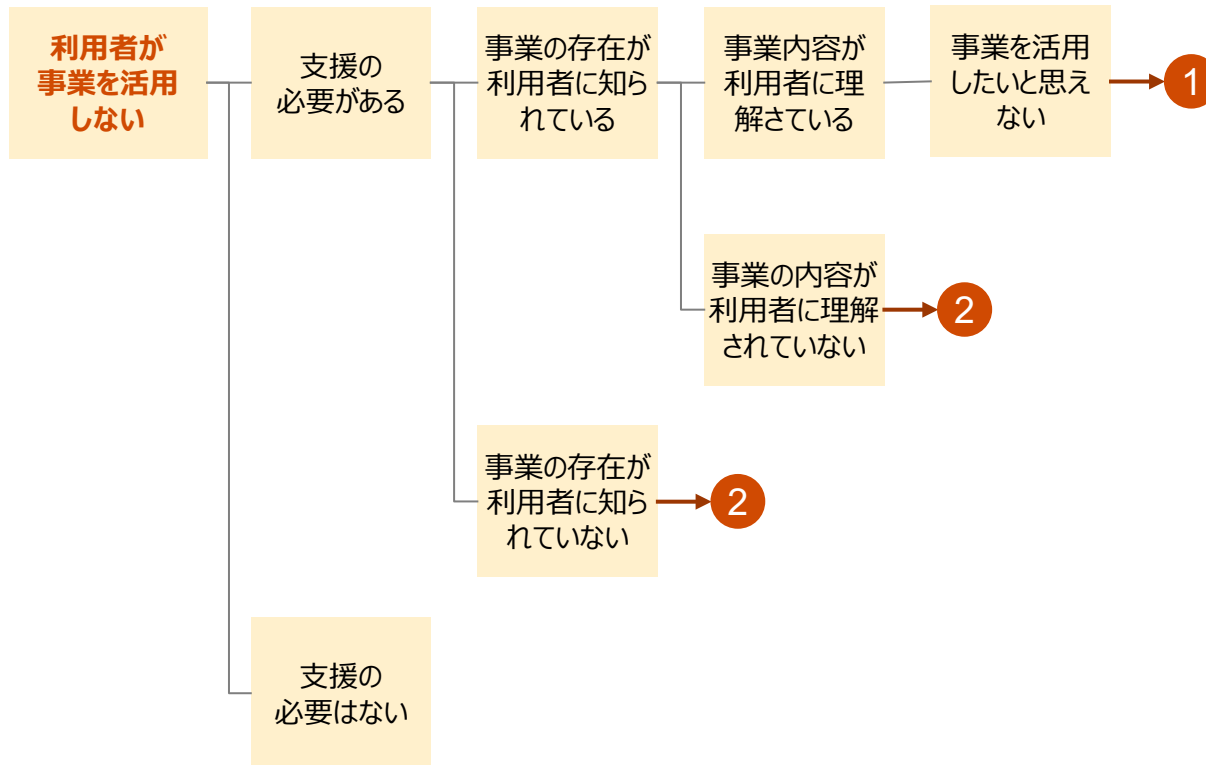 利用者が
事業を活用
しない
支援の
必要がある
事業の存在が
利用者に知ら
れている
事業内容が
利用者に理
解さている
事業を活用
したいと思え
ない
1
事業の内容が
利用者に理解
されていない
2
事業の存在が
利用者に知ら
れていない
2
支援の
必要はない